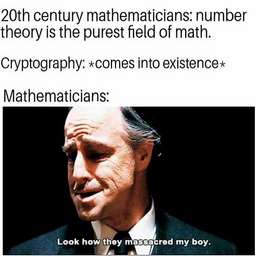 20th century mathematicians: number
theory is the purest field of math.
Cryptography: *comes into existence*
Mathematicians:
Look how they massacred my boy.